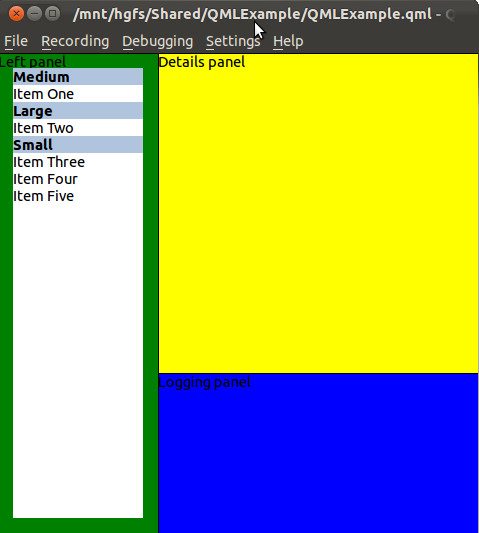 /mnt/hgfs/Shared/QMLExample/QMLExample.qml - Q
File Recording Debugging Settings Help
Left panel
Medium
Item One
Large
Item Two
Small
Item Three
Item Four
Item Five
Details panel
Logging panel